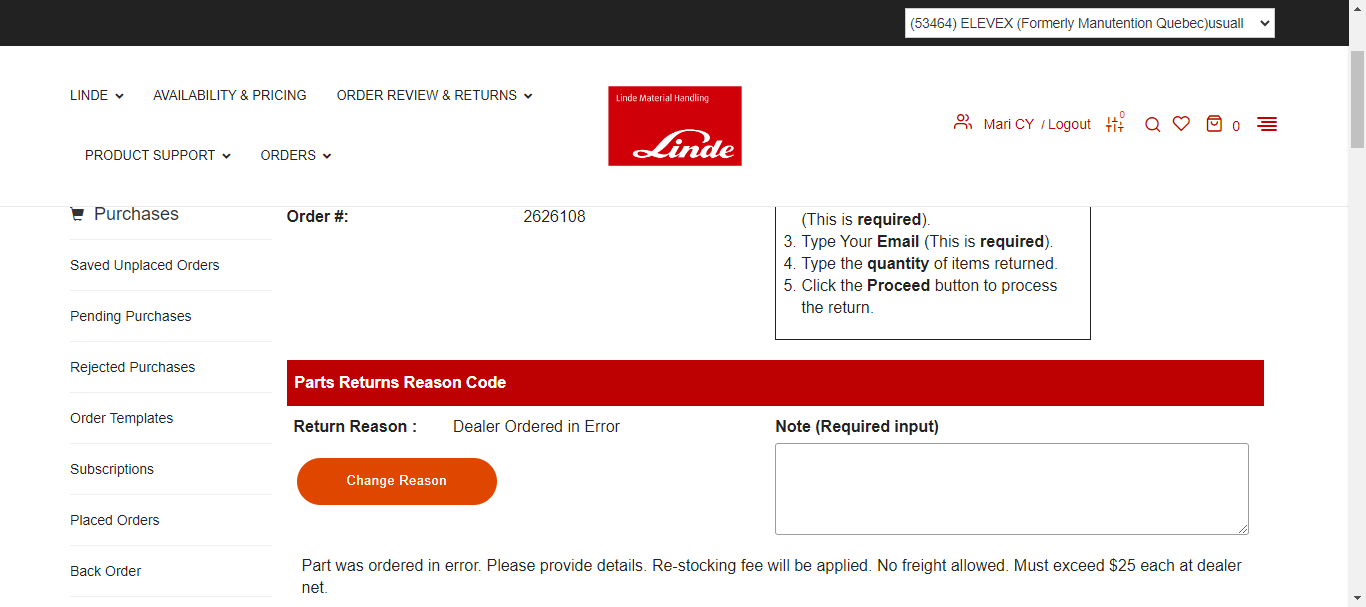 (53464) ELEVEX (Formerly Manutention Quebec)usuall
LINDE
AVAILABILITY & PRICING
ORDER REVIEW & RETURNS
PRODUCT SUPPORT
ORDERS
Linde Material Handling
Linde
Mari CY / Logout
0
0
Purchases
Saved Unplaced Orders
Pending Purchases
Rejected Purchases
Order Templates
Subscriptions
Placed Orders
Back Order
Order #:
2626108
(This is required).
3. Type Your Email (This is required).
4. Type the quantity of items returned.
5. Click the Proceed button to process
the return.
Parts Returns Reason Code
Return Reason :
Dealer Ordered in Error
Change Reason
Note (Required input)
Part was ordered in error. Please provide details. Re-stocking fee will be applied. No freight allowed. Must exceed $25 each at dealer
net.